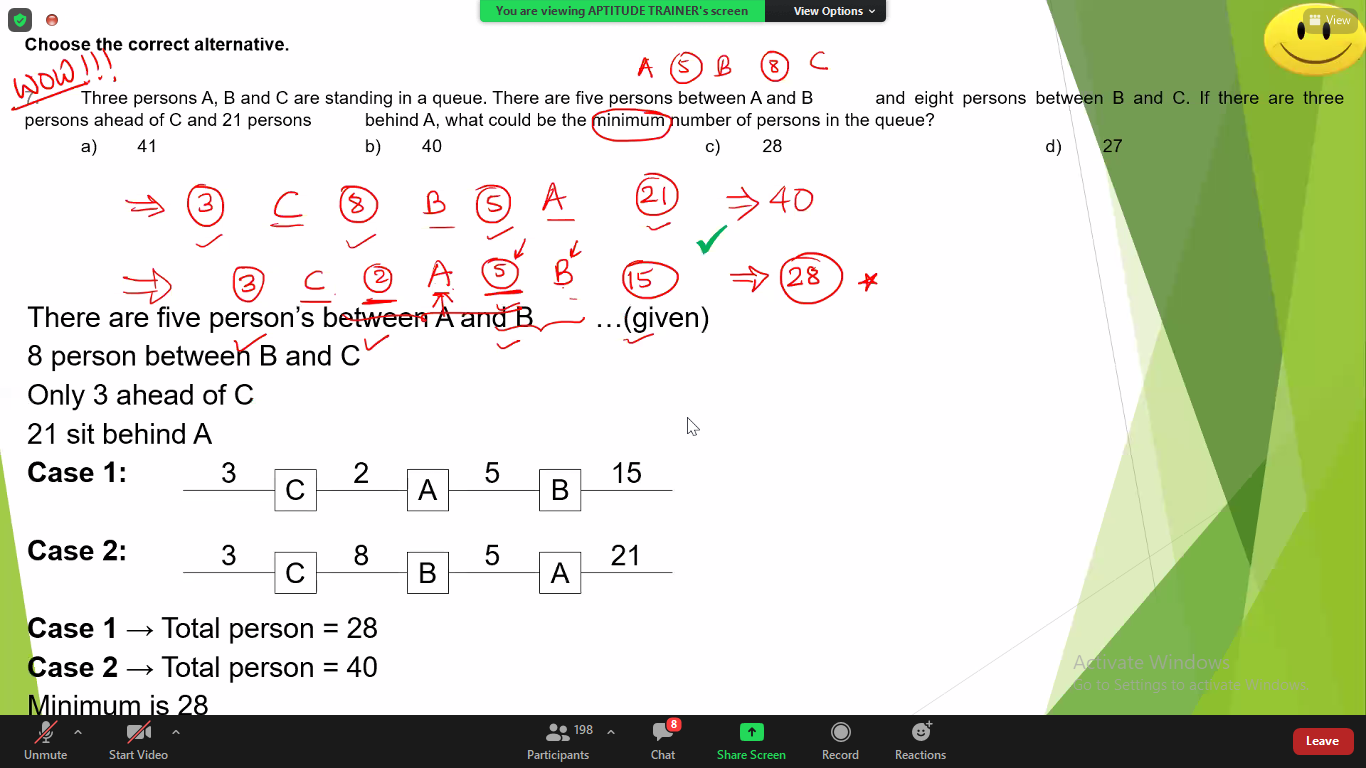 You are viewing APTITUDE TRAINER's screen View Options
View
Choose the correct alternative.
WOW!!!
A 5 B 8 C
7. Three persons A, B and C are standing in a queue. There are five persons between A and B and eight persons between B and C. If there are three
persons ahead of C and 21 persons behind A, what could be the minimum number of persons in the queue?
a) 41 b) 40 c) 28 d) 27
⇒ 3 C 8 B 5 A 21 ⇒ 40
⇒ 3 C 2 A 5 B 15 ⇒ 28 *
There are five person's between A and B …(given)
8 person between B and C
Only 3 ahead of C
21 sit behind A
Case 1: 3 C 2 A 5 B 15
Case 2: 3 C 8 B 5 A 21
Case 1 → Total person = 28
Case 2 → Total person = 40
Minimum is 28
Activate Windows
Go to Settings to activate Windows.
198 8
Unmute Start Video Participants Chat Share Screen Record Reactions Leave